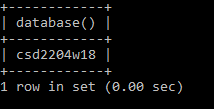 +-------------+
| database() |
+-------------+
| csd2204w18 |
+-------------+
1 row in set (0.00 sec)